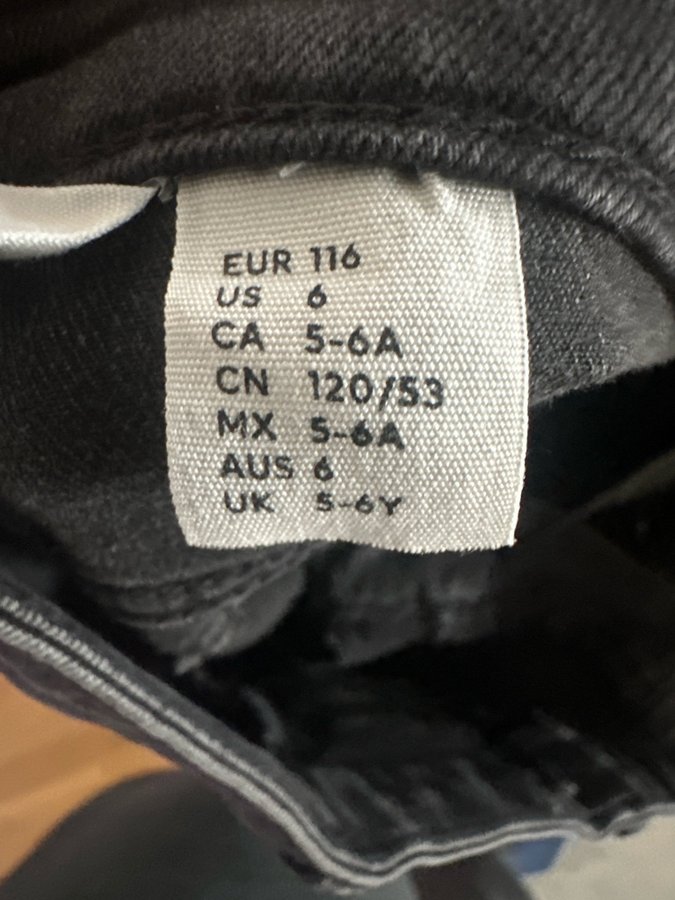 EUR 116
US 6
CA 5-6A
CN 120/53
MX 5-6A
AUS 6
UK 5-6Y